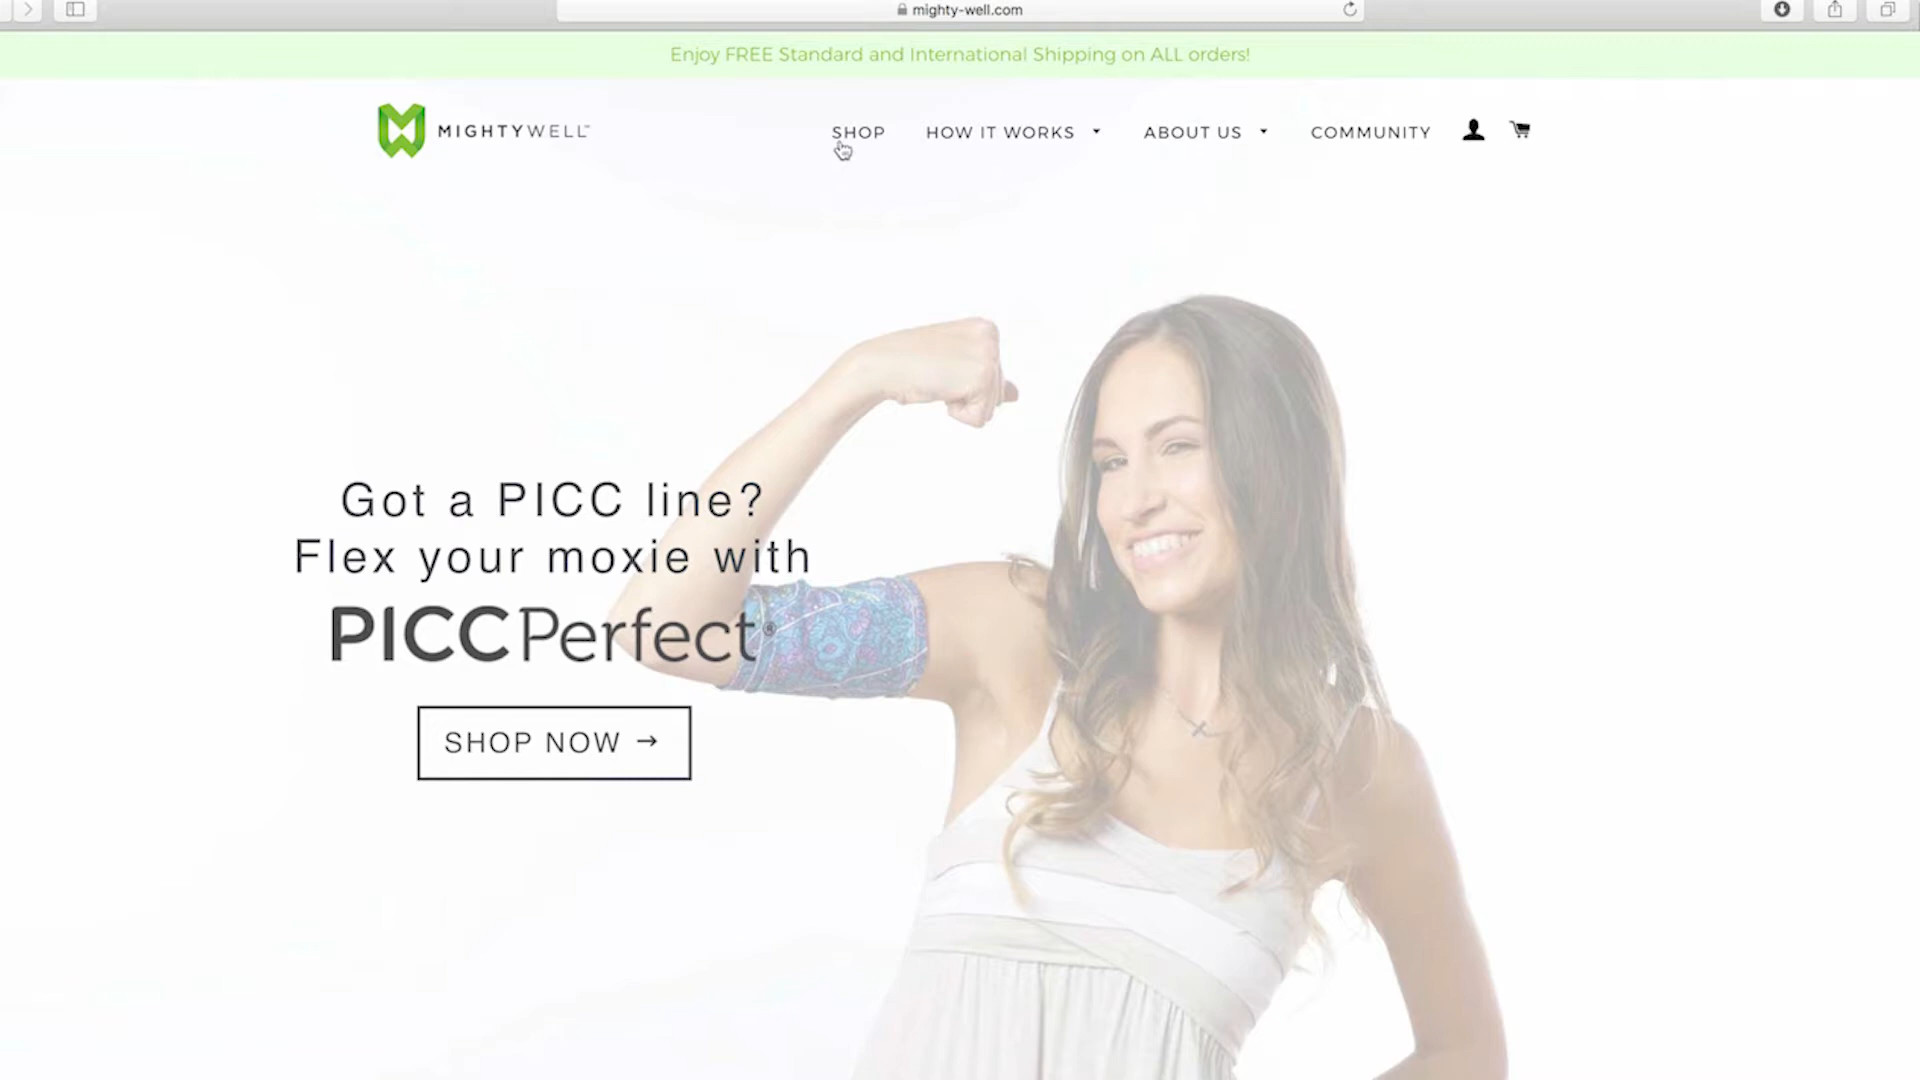 mighty-well.com
Enjoy FREE Standard and International Shipping on ALL orders!
MIGHTYWELL™
SHOP
HOW IT WORKS
ABOUT US
COMMUNITY
Got a PICC line?
Flex your moxie with
PICCPerfect®
SHOP NOW →